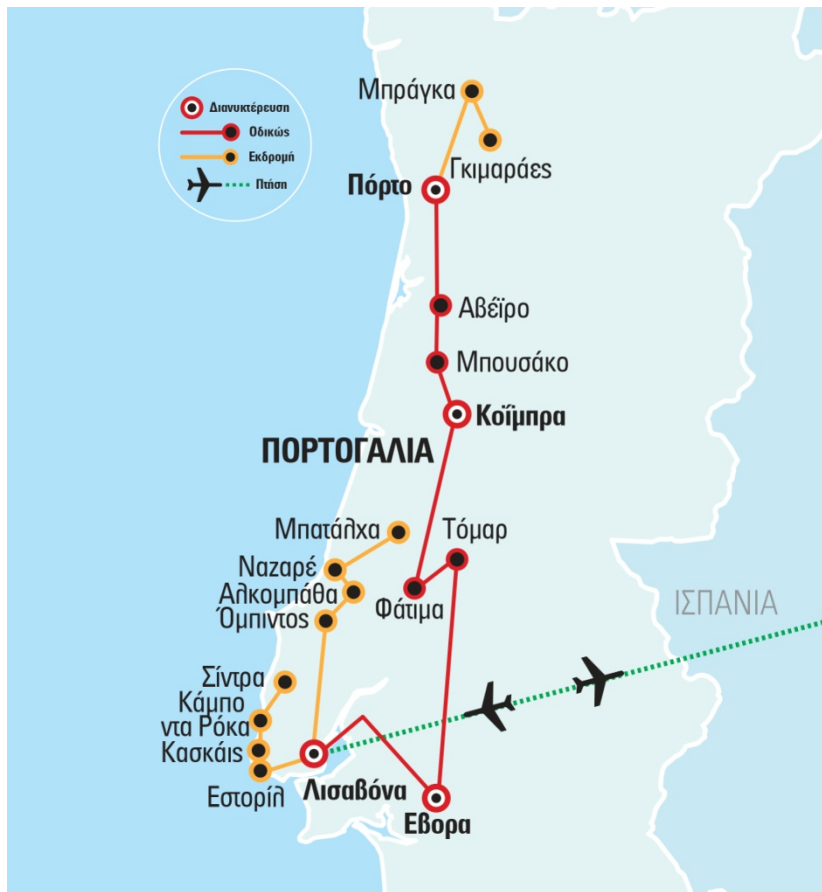 Μπράγκα
Διανυκτέρευση
Οδικώς
Εκδρομή
Πτήση
Γκιμαράες
Πόρτο
Αβέϊρο
Μπουσάκο
Κοΐμπρα
ΠΟΡΤΟΓΑΛΙΑ
Μπατάλχα
Τόμαρ
Ναζαρέ
Αλκομπάθα
Όμπιντος
Φάτιμα
ΙΣΠΑΝΙΑ
Σίντρα
Κάμπο
ντα Ρόκα
Κασκάις
Εστορίλ
Λισαβόνα
Εβορα